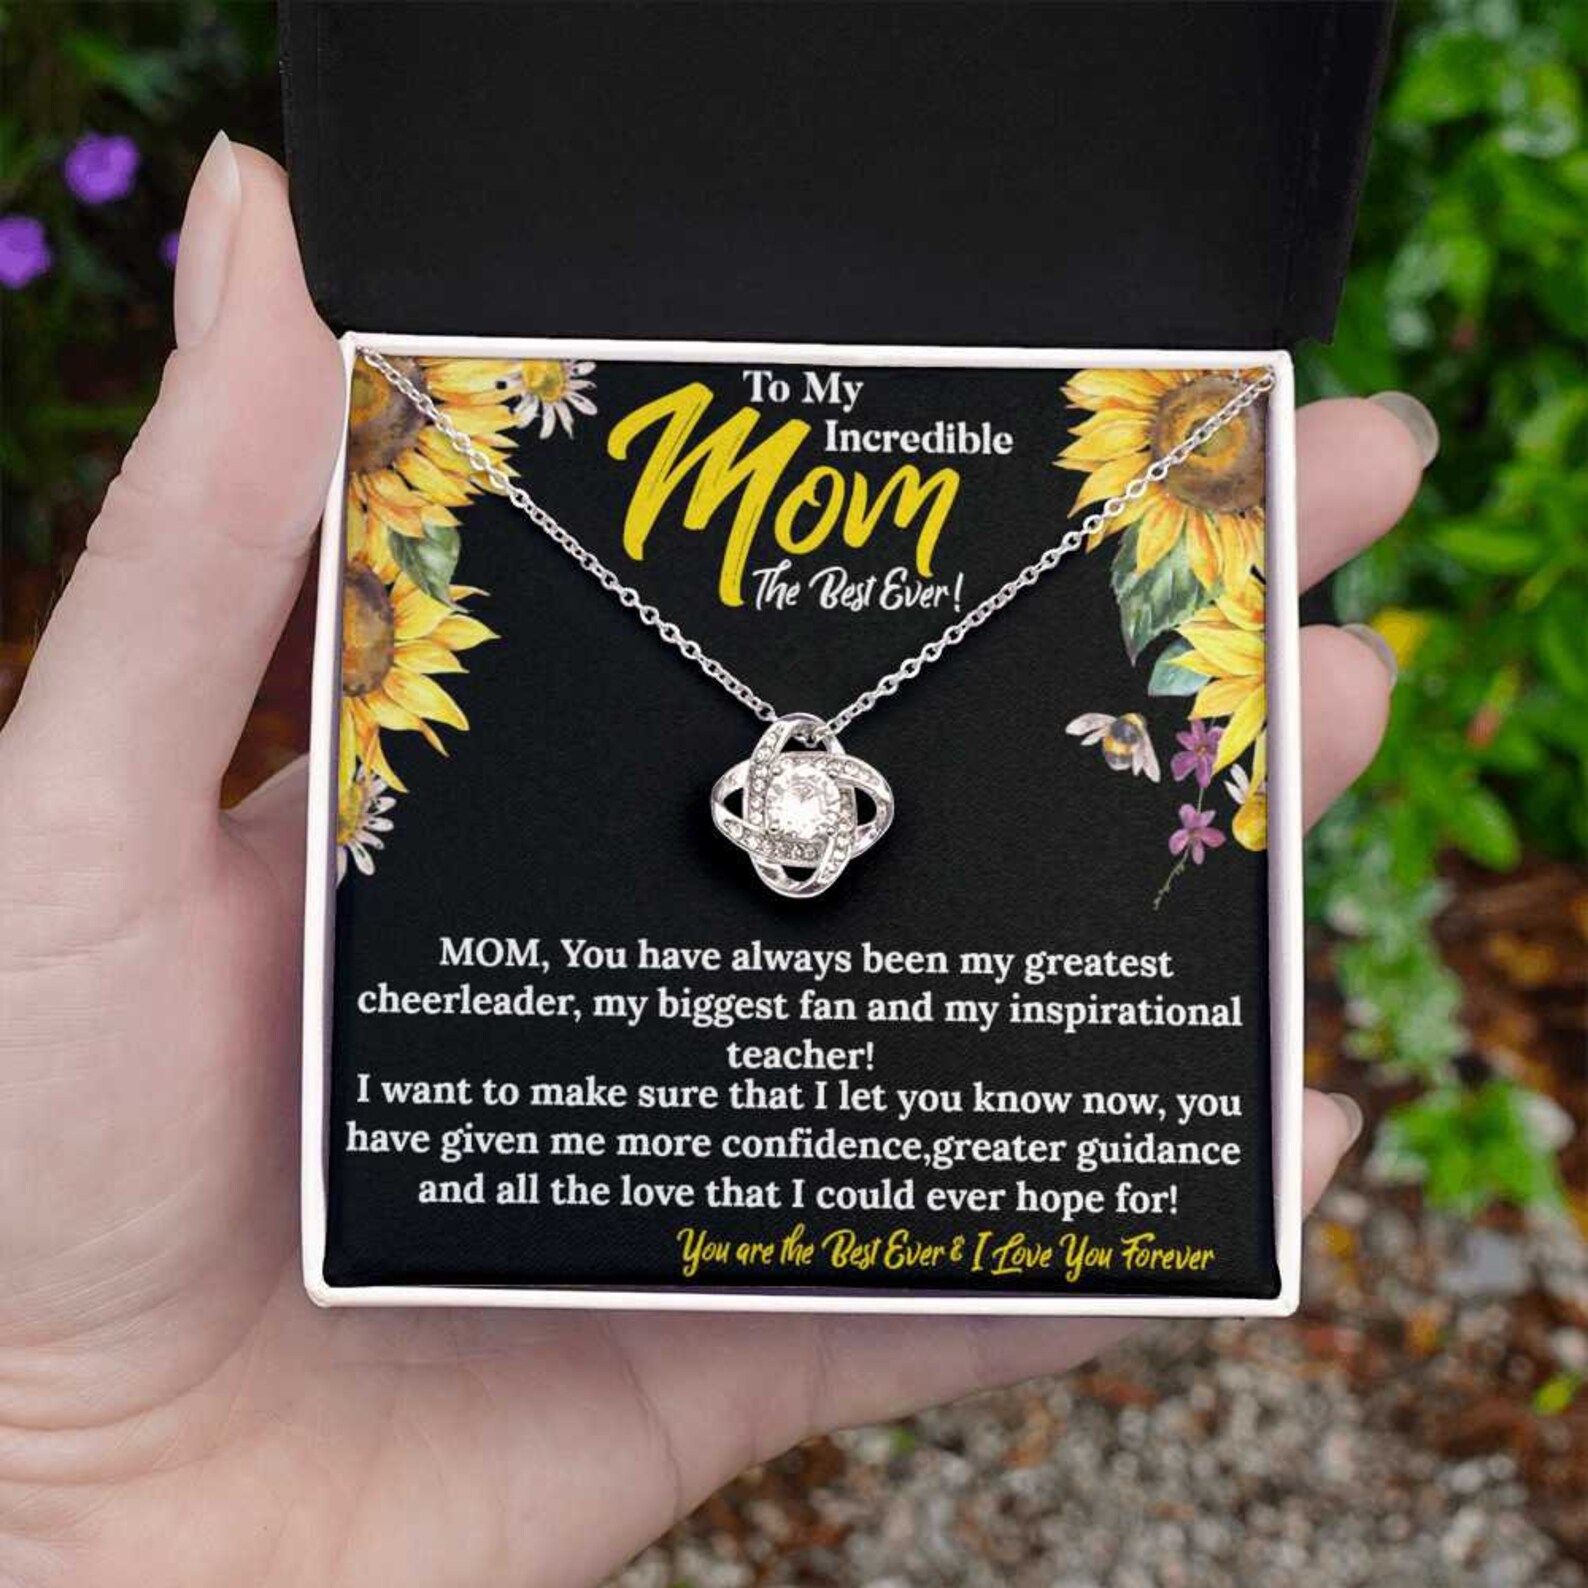 To My
Incredible
Mom
The Best Ever!
MOM, You have always been my greatest
cheerleader, my biggest fan and my inspirational
teacher!
I want to make sure that I let you know now, you
have given me more confidence,greater guidance
and all the love that I could ever hope for!
You are the Best Ever & I Love You Forever